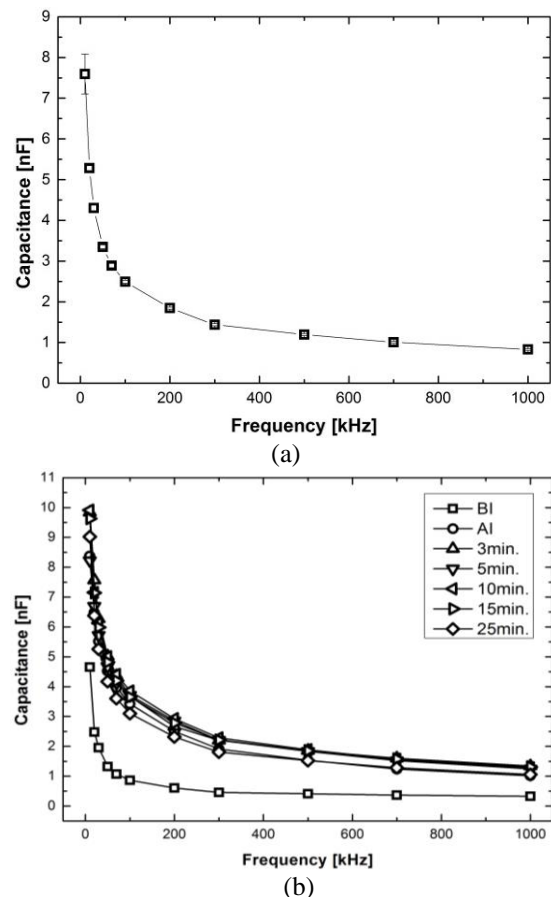 9
8
7
6
5
4
3
2
1
0
Capacitance [nF]
0 200 400 600 800 1000
Frequency [kHz]
(a)
11
10
9
8
7
6
5
4
3
2
1
0
Capacitance [nF]
BI
AI
3min.
5min.
10min.
15min.
25min.
0 200 400 600 800 1000
Frequency [kHz]
(b)